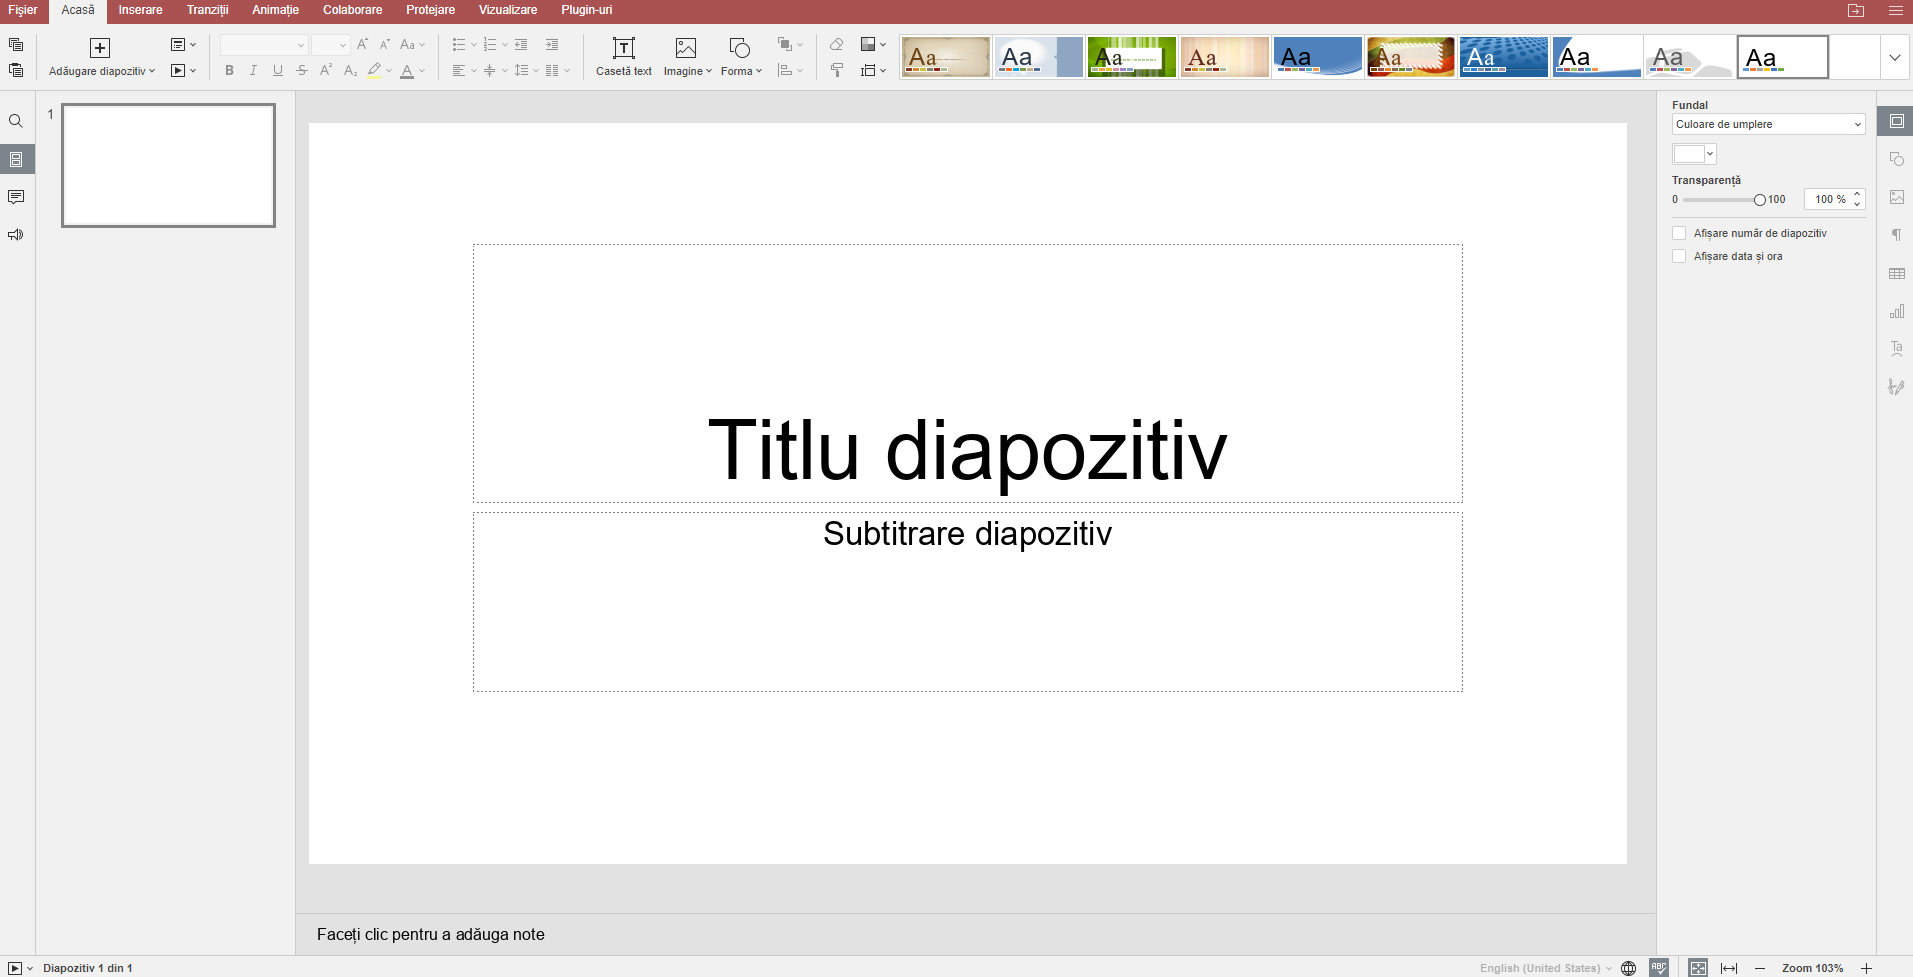 Fișier Acasă Inserare Tranziții Animație Colaborare Protejare Vizualizare Plugin-uri
Adăugare diapozitiv
B I U S A A A
A A Aa
Casetă text Imagine Forma
Aa Aa Aa Aa Aa Aa Aa Aa Aa Aa
1
Titlu diapozitiv
Subtitrare diapozitiv
Faceți clic pentru a adăuga note
Fundal
Culoare de umplere
Transparență
0 100 100 %
Afișare număr de diapozitiv
Afișare data și ora
Diapozitiv 1 din 1
English (United States)
Zoom 103%